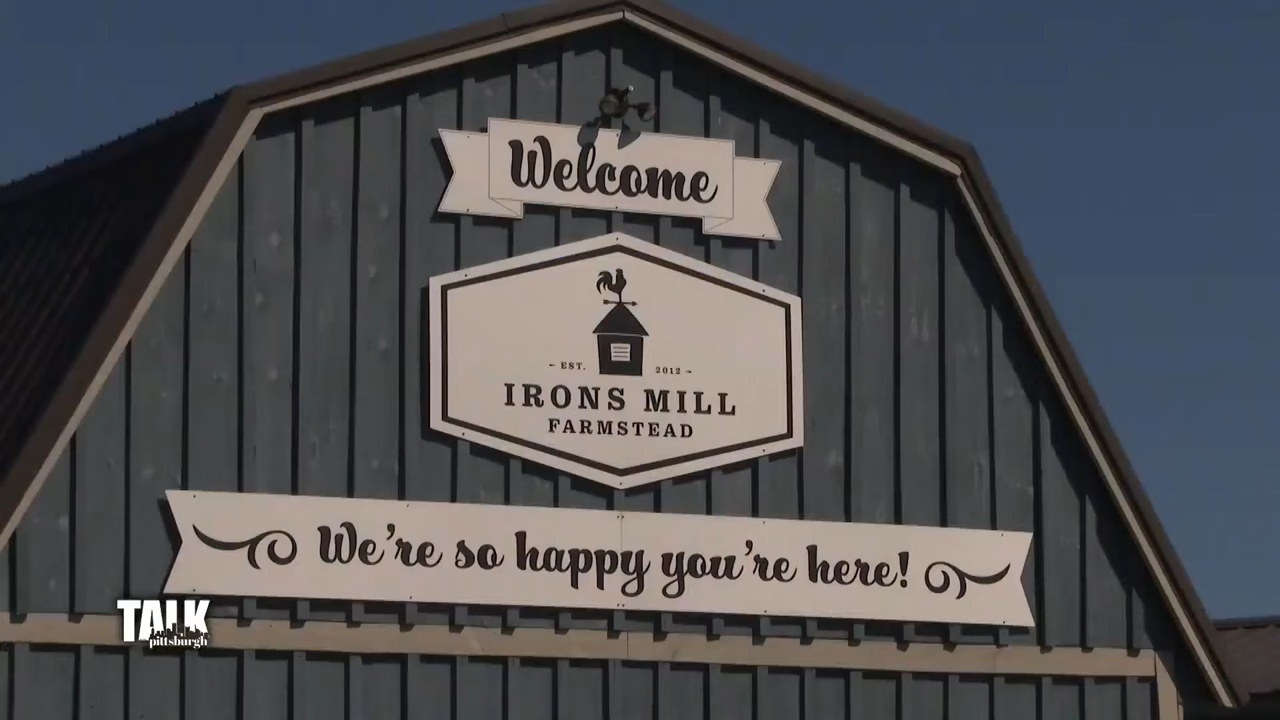 Welcome
- EST. 2012 -
IRONS MILL
FARMSTEAD
We're so happy you're here!
TALK
pittsburgh